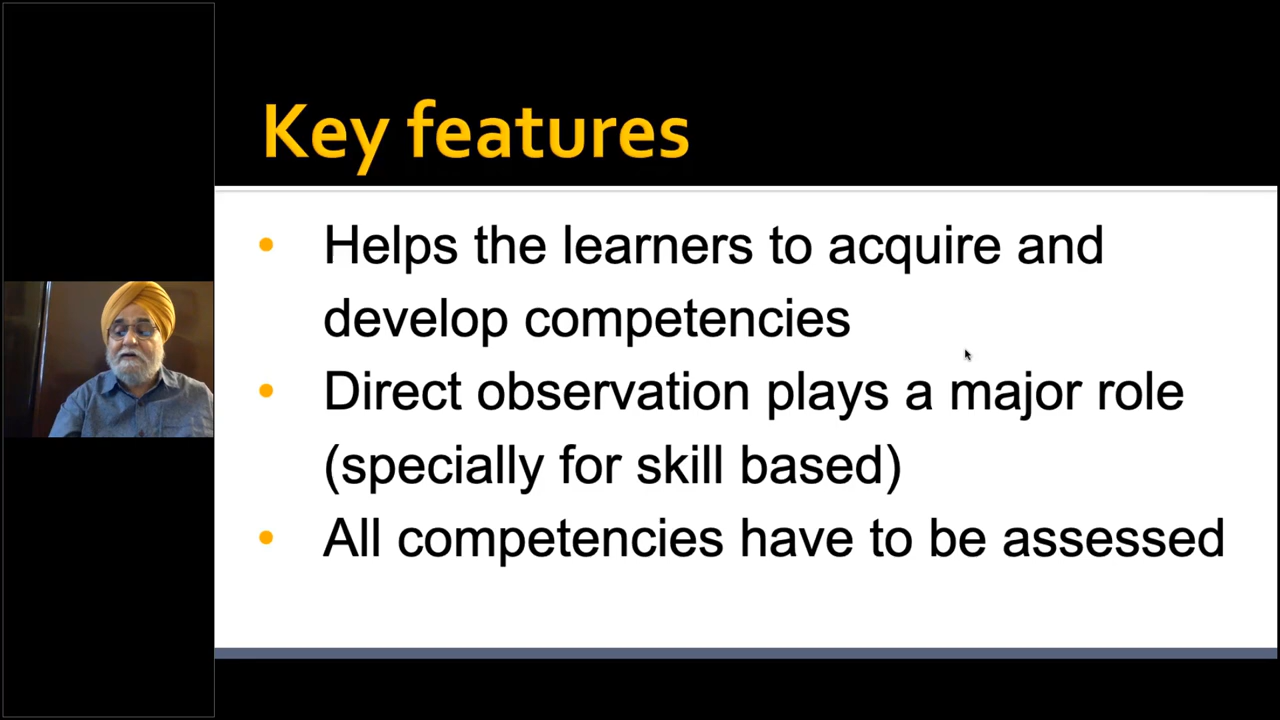 Key features
• Helps the learners to acquire and
develop competencies
• Direct observation plays a major role
(specially for skill based)
• All competencies have to be assessed